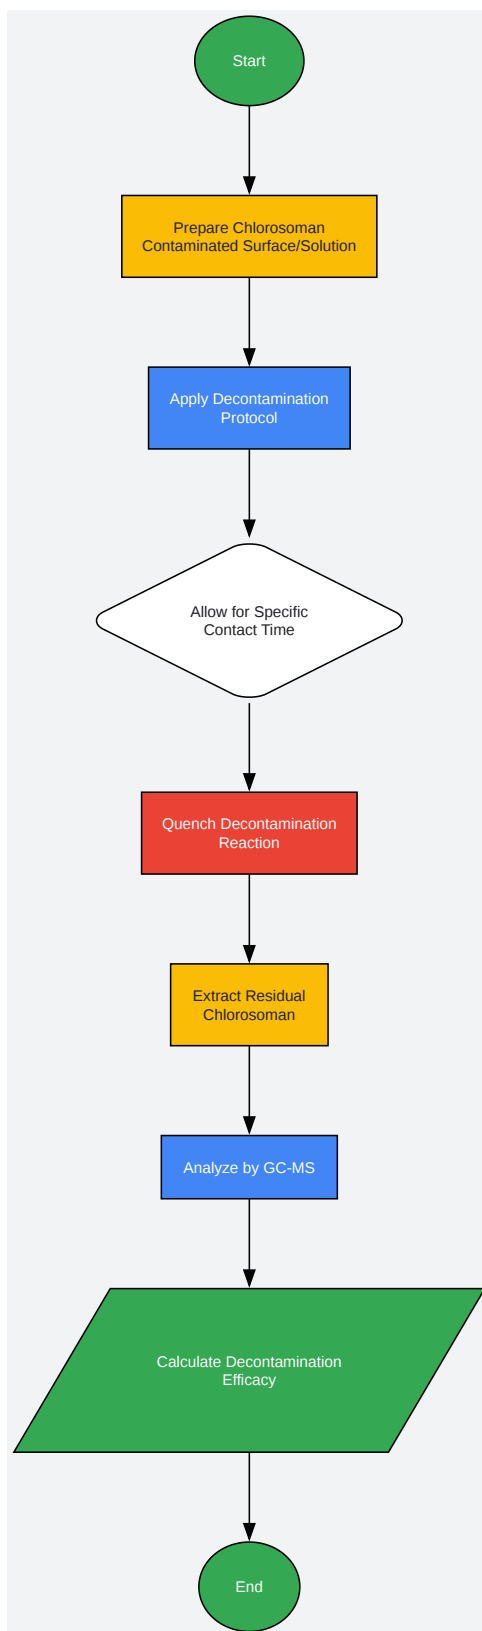 Start
Prepare Chlorosoman
Contaminated Surface/Solution
Apply Decontamination
Protocol
Allow for Specific
Contact Time
Quench Decontamination
Reaction
Extract Residual
Chlorosoman
Analyze by GC-MS
Calculate Decontamination
Efficacy
End